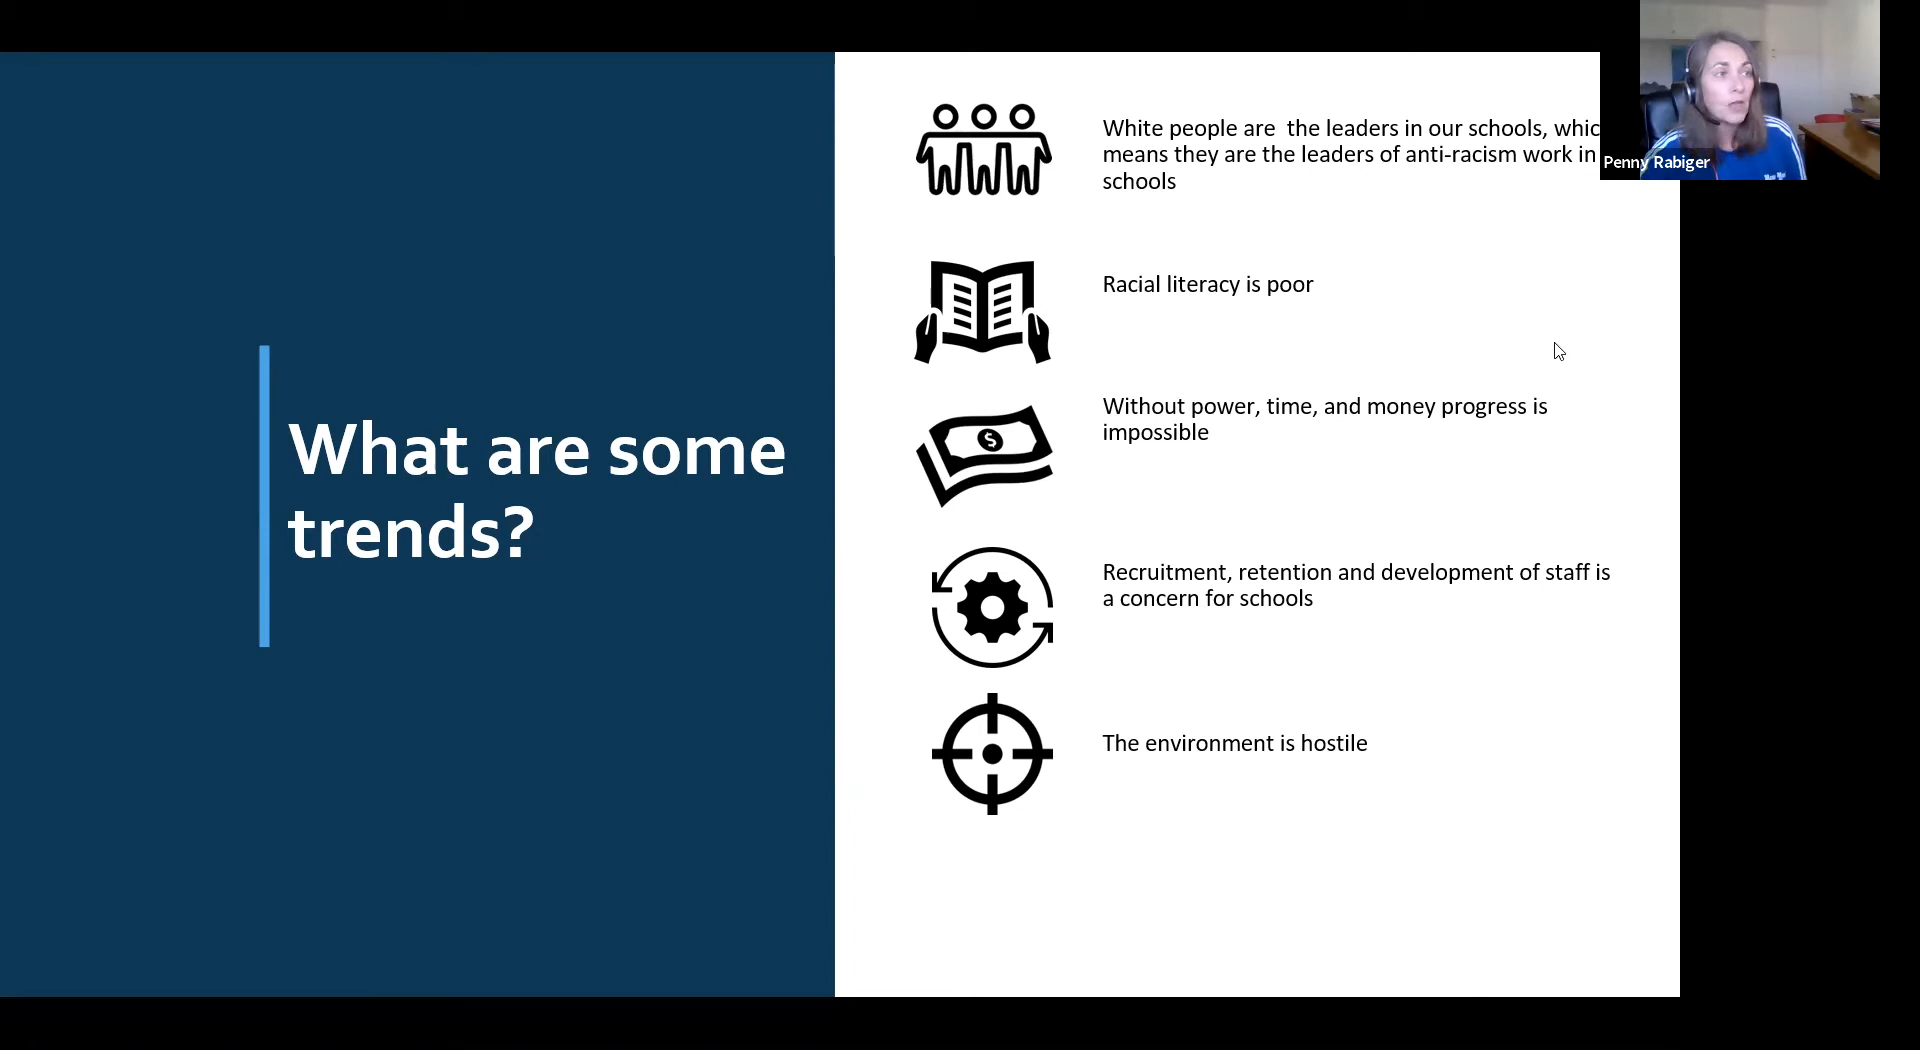 What are some
trends?
White people are  the leaders in our schools, whic
means they are the leaders of anti-racism work in
schools
Racial literacy is poor
$
Without power, time, and money progress is
impossible
Recruitment, retention and development of staff is
a concern for schools
The environment is hostile
Penny Rabiger